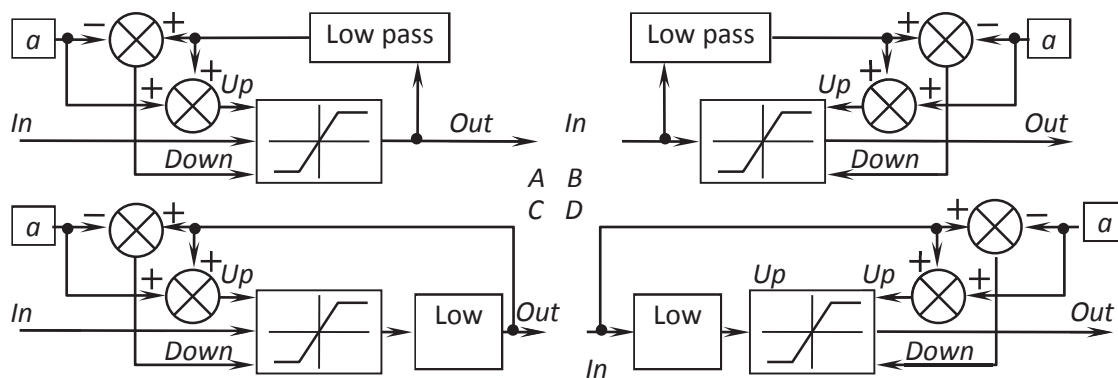 a
− +
Low pass
+ +
Up
In
Out
Down
Low pass
+ −
a
+ +
Up
In
Out
Down
A B
C D
a
− +
+ +
Up
In
Low
Out
Down
+ −
a
+ +
Up Up
Low
Out
In
Down